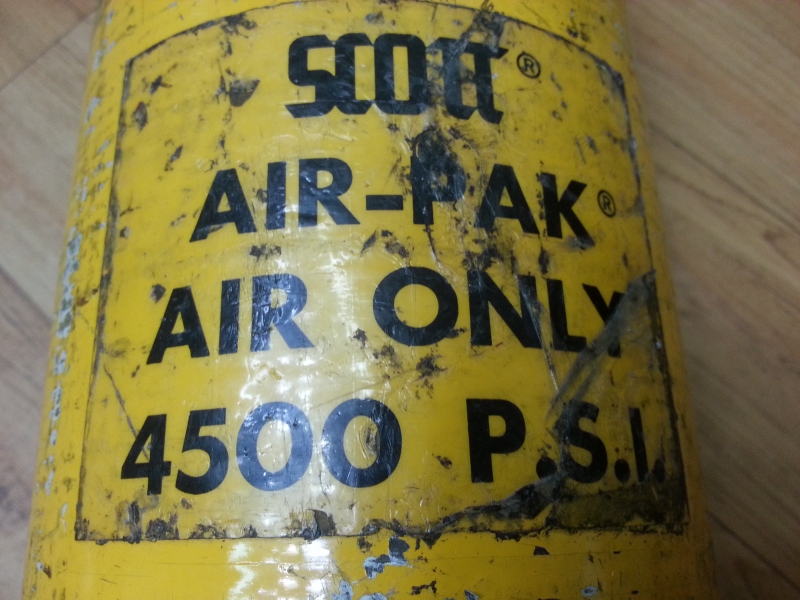 SCOTT®
AIR-PAK®
AIR ONLY
4500 P.S.I.